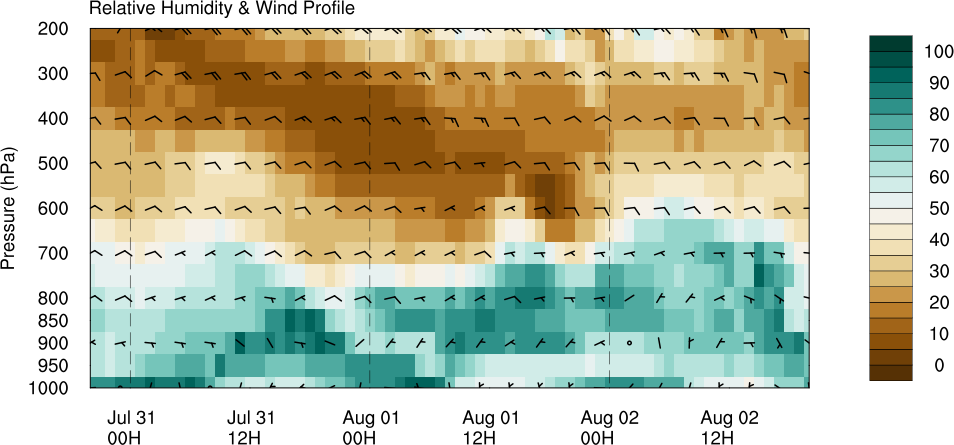 Relative Humidity & Wind Profile
Pressure (hPa)
200
300
400
500
600
700
800
850
900
950
1000
Jul 31
00H
Jul 31
12H
Aug 01
00H
Aug 01
12H
Aug 02
00H
Aug 02
12H
100
90
80
70
60
50
40
30
20
10
0